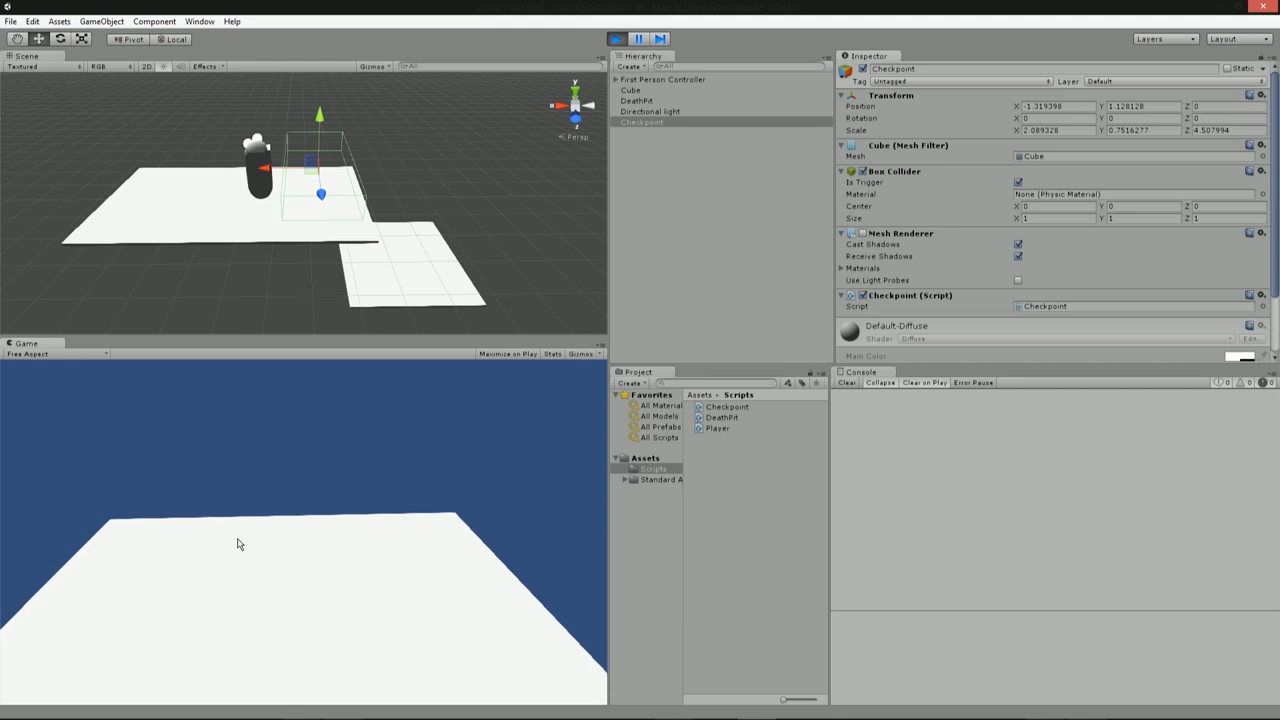 File Edit Assets GameObject Component Window Help
Pivot Local Layers Layout
Scene
Textured RGB 2D Effects Gizmos All
y
x
z
Persp
Game
Free Aspect Maximize on Play Stats Gizmos
Hierarchy
Create All
First Person Controller
Cube
DeathPit
Directional light
Checkpoint
Project
Create
Favorites
All Material
All Models
All Prefabs
All Scripts
Assets
Scripts
Standard A
Assets Scripts
Checkpoint
DeathPit
Player
Inspector
Checkpoint Static
Tag Untagged Layer Default
Transform
Position X -1.319398 Y 1.128128 Z 0
Rotation X 0 Y 0 Z 0
Scale X 2.089328 Y 0.7516277 Z 4.507994
Cube (Mesh Filter)
Mesh Cube
Box Collider
Is Trigger
Material None (Physic Material)
Center X 0 Y 0 Z 0
Size X 1 Y 1 Z 1
Mesh Renderer
Cast Shadows
Receive Shadows
Materials
Use Light Probes
Checkpoint (Script)
Script Checkpoint
Default-Diffuse
Shader Diffuse Edit...
Main Color
Console
Clear Collapse Clear on Play Error Pause 0 0 0